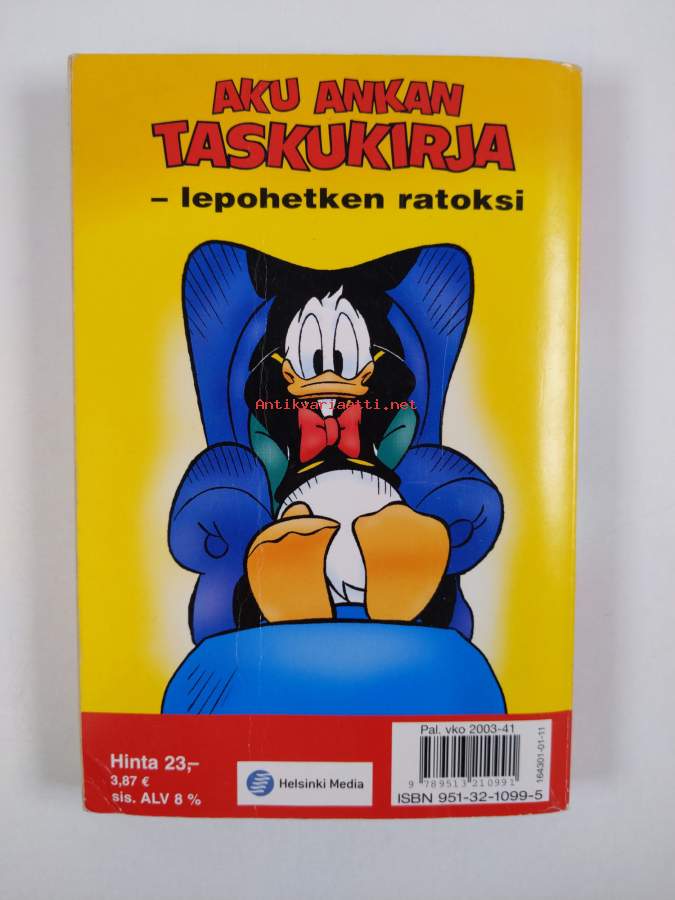 AKU ANKAN
TASKUKIRJA
– lepohetken ratoksi
Antikvariaatti.net
Hinta 23,–
3,87 €
sis. ALV 8 %
Helsinki Media
Pal. vko 2003-41
9 789513 210991
ISBN 951-32-1099-5
164301-01-11